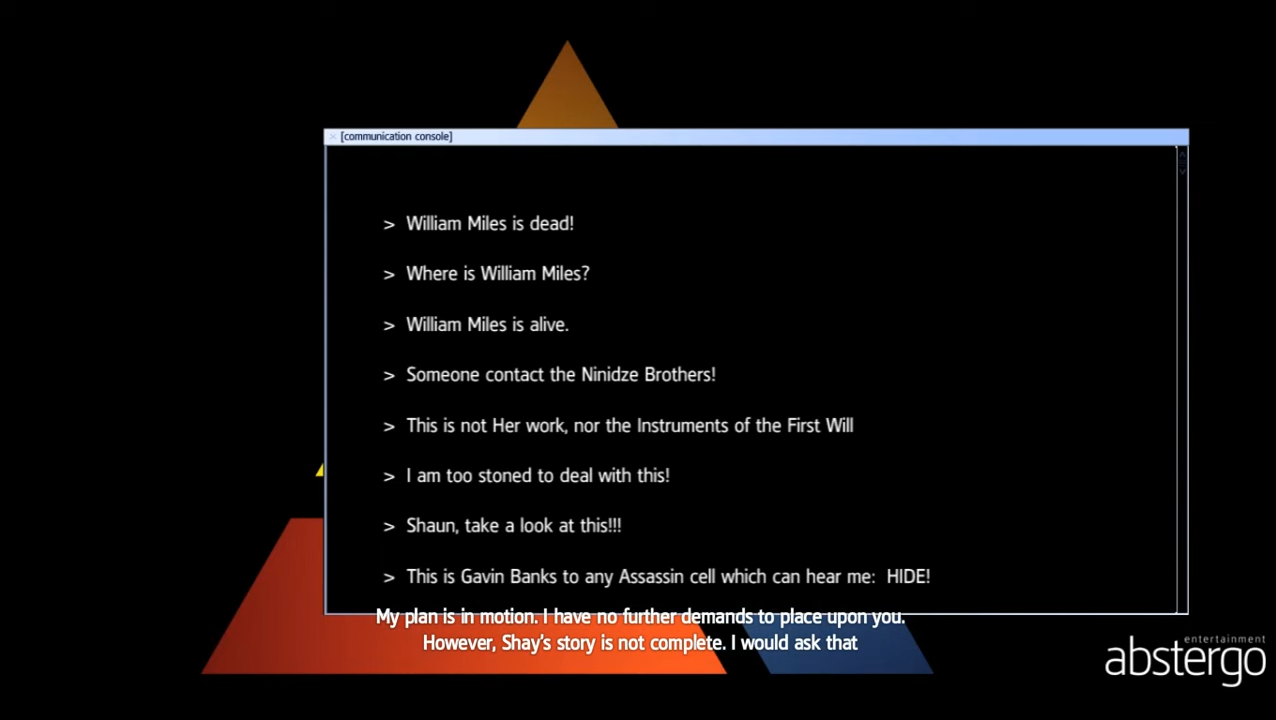 [communication console]
> William Miles is dead!
> Where is William Miles?
> William Miles is alive.
> Someone contact the Ninidze Brothers!
> This is not Her work, nor the Instruments of the First Will
> I am too stoned to deal with this!
> Shaun, take a look at this!!!
> This is Gavin Banks to any Assassin cell which can hear me: HIDE!
My plan is in motion. I have no further demands to place upon you.
However, Shay's story is not complete. I would ask that
entertainment
abstergo